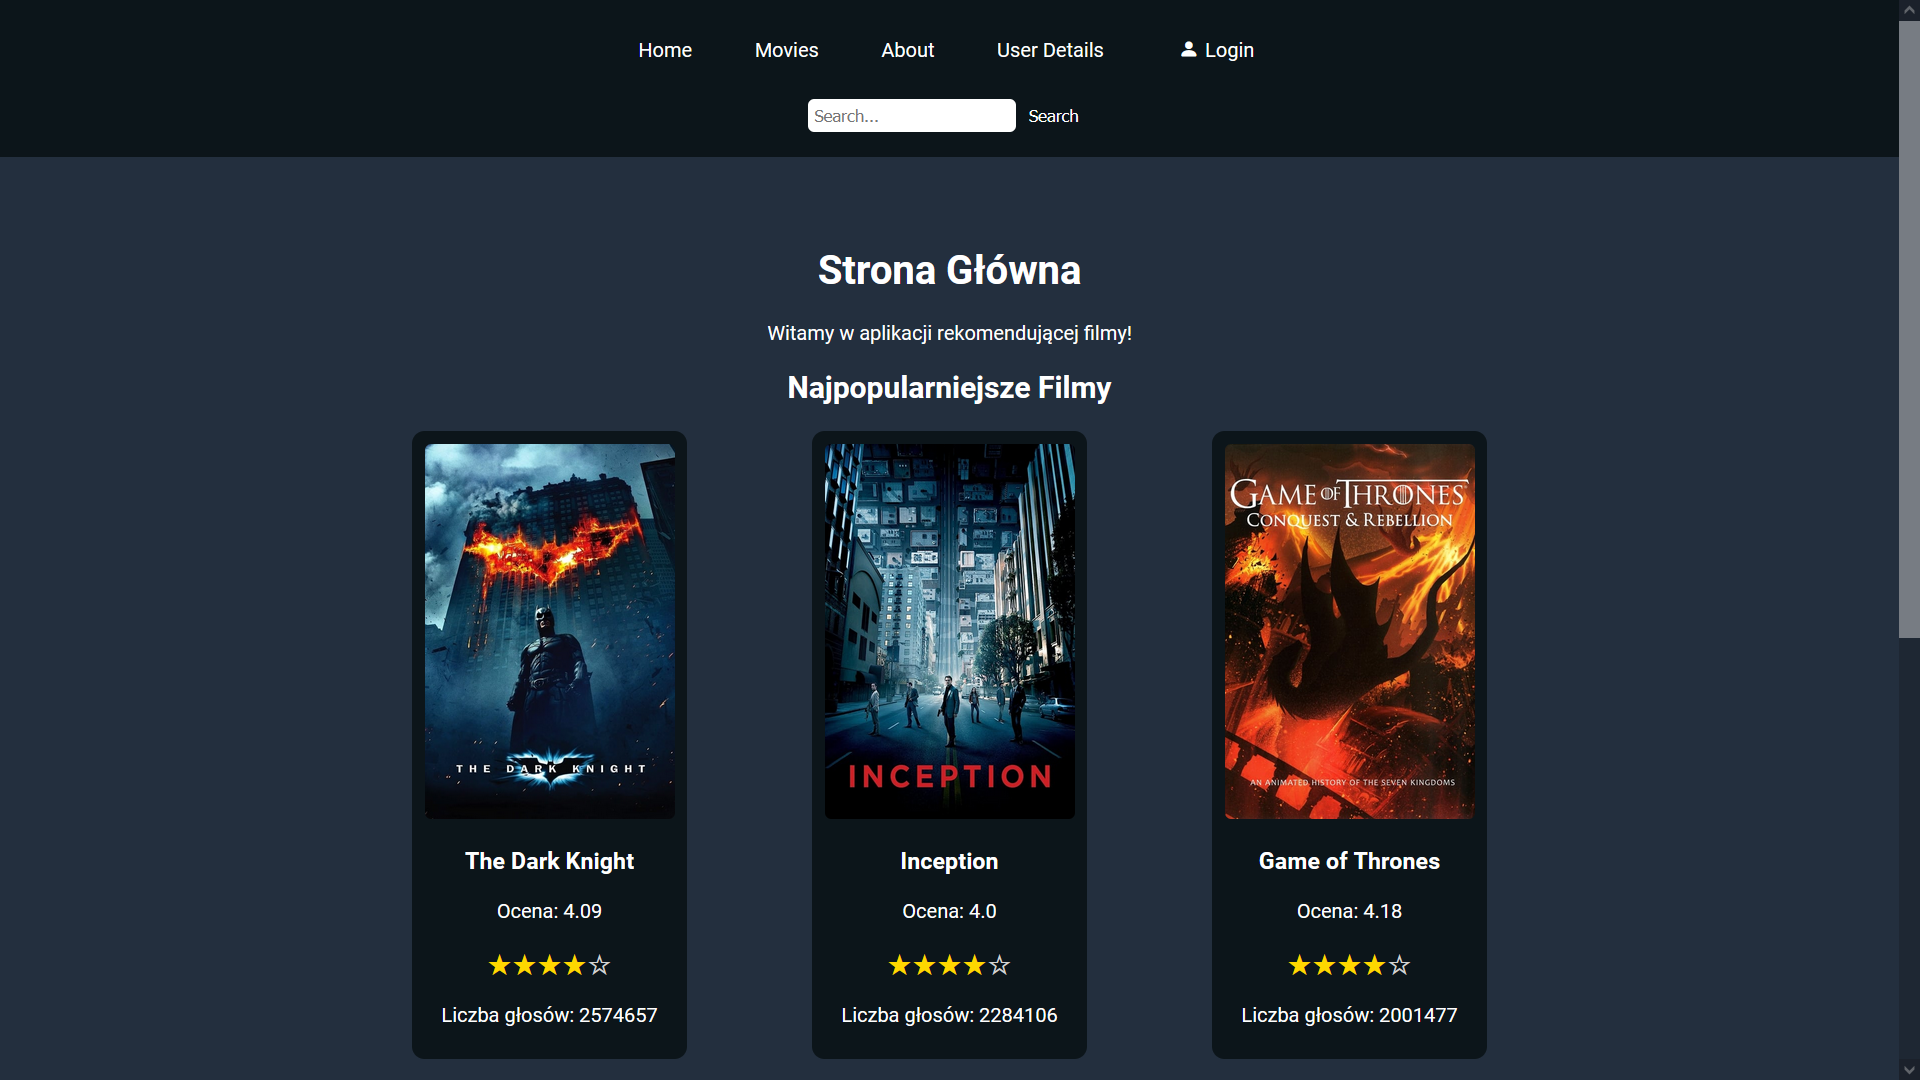 Home Movies About User Details Login
Search... Search
Strona Główna
Witamy w aplikacji rekomendującej filmy!
Najpopularniejsze Filmy
THE DARK KNIGHT
The Dark Knight
Ocena: 4.09
★★★★☆
Liczba głosów: 2574657
INCEPTION
Inception
Ocena: 4.0
★★★★☆
Liczba głosów: 2284106
GAME OF THRONES
CONQUEST & REBELLION
AN ANIMATED HISTORY OF THE SEVEN KINGDOMS
Game of Thrones
Ocena: 4.18
★★★★☆
Liczba głosów: 2001477